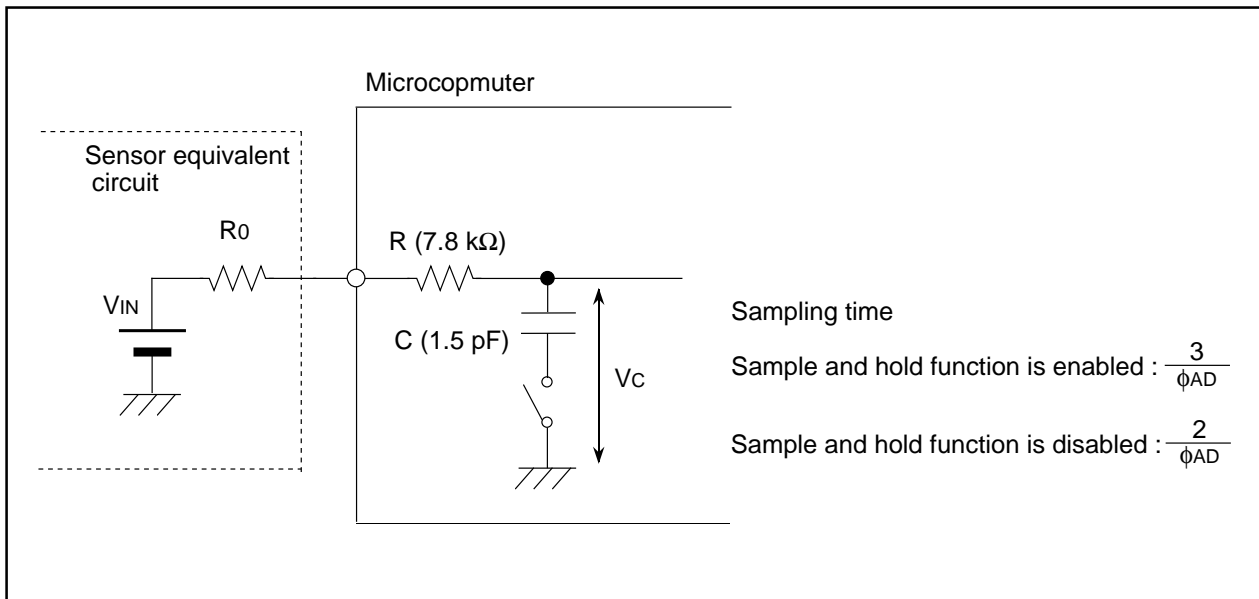 Microcopmuter
Sensor equivalent
circuit
R0
R (7.8 kΩ)
VIN
C (1.5 pF)
VC
Sampling time
Sample and hold function is enabled : 3/ϕAD
Sample and hold function is disabled : 2/ϕAD